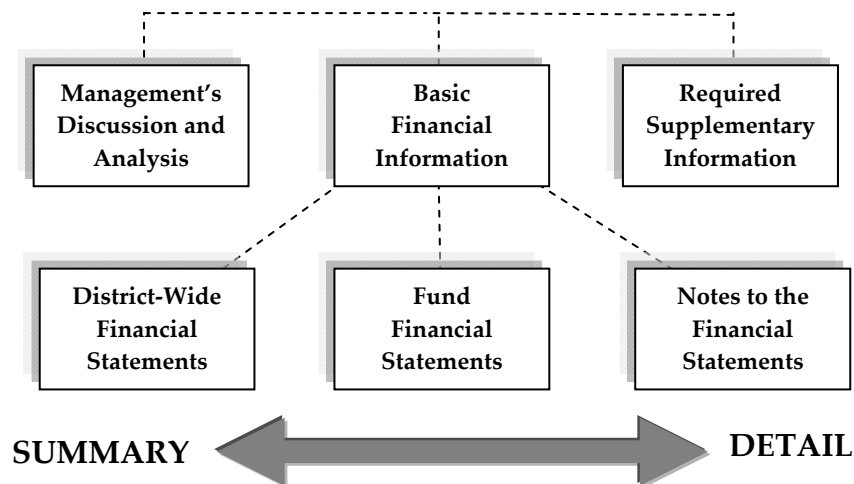 Management’s
Discussion and
Analysis
Basic
Financial
Information
Required
Supplementary
Information
District-Wide
Financial
Statements
Fund
Financial
Statements
Notes to the
Financial
Statements
SUMMARY
DETAIL